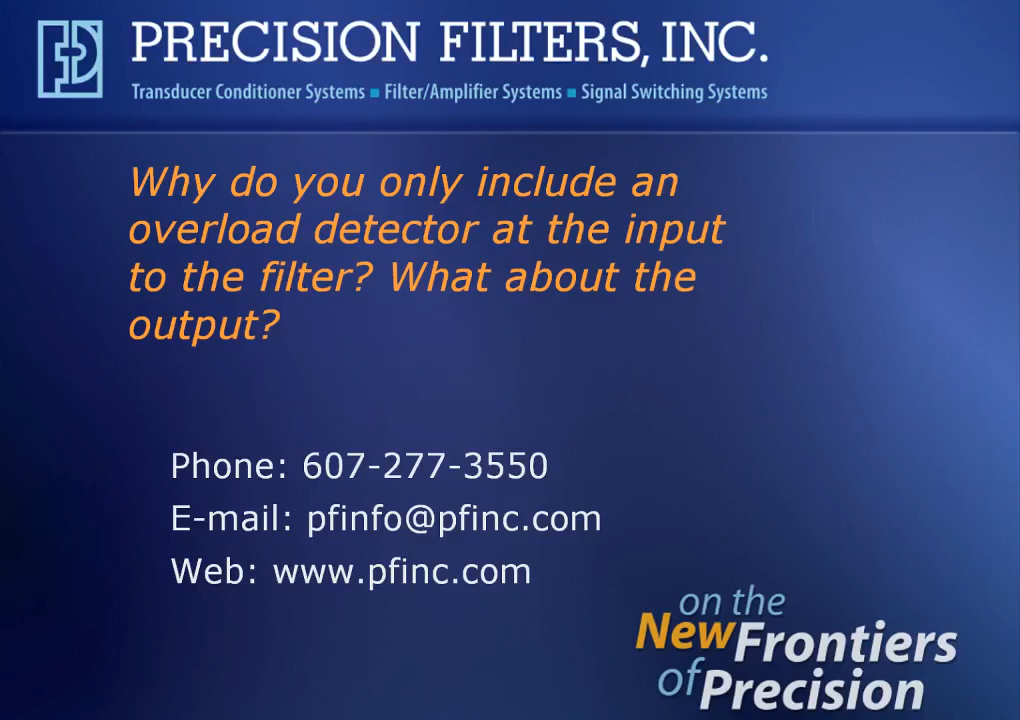 PRECISION FILTERS, INC.
Transducer Conditioner Systems ■ Filter/Amplifier Systems ■ Signal Switching Systems
Why do you only include an
overload detector at the input
to the filter? What about the
output?
Phone: 607-277-3550
E-mail: pfinfo@pfinc.com
Web: www.pfinc.com
on the
New Frontiers
of Precision